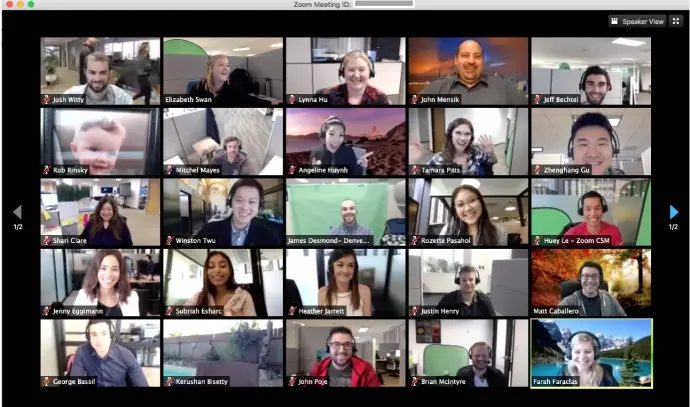 Zoom Meeting ID:
Speaker View
Josh Witty
Elizabeth Swan
Lynna Hu
John Mensik
Jeff Bechtel
Rob Rinsky
Mitchel Mayes
Angeline Huynh
Tamara Pitts
Zhenghang Gu
Shari Clare
Winston Twu
James Desmond- Denve...
Rozette Pasahol
Huey Le - Zoom CSM
1/2
1/2
Jenny Eggimann
Subriah Esharc
Heather Jarrett
Justin Henry
Matt Caballero
George Bassil
Kerushan Bisetty
John Poje
Brian McIntyre
Farah Faraclas